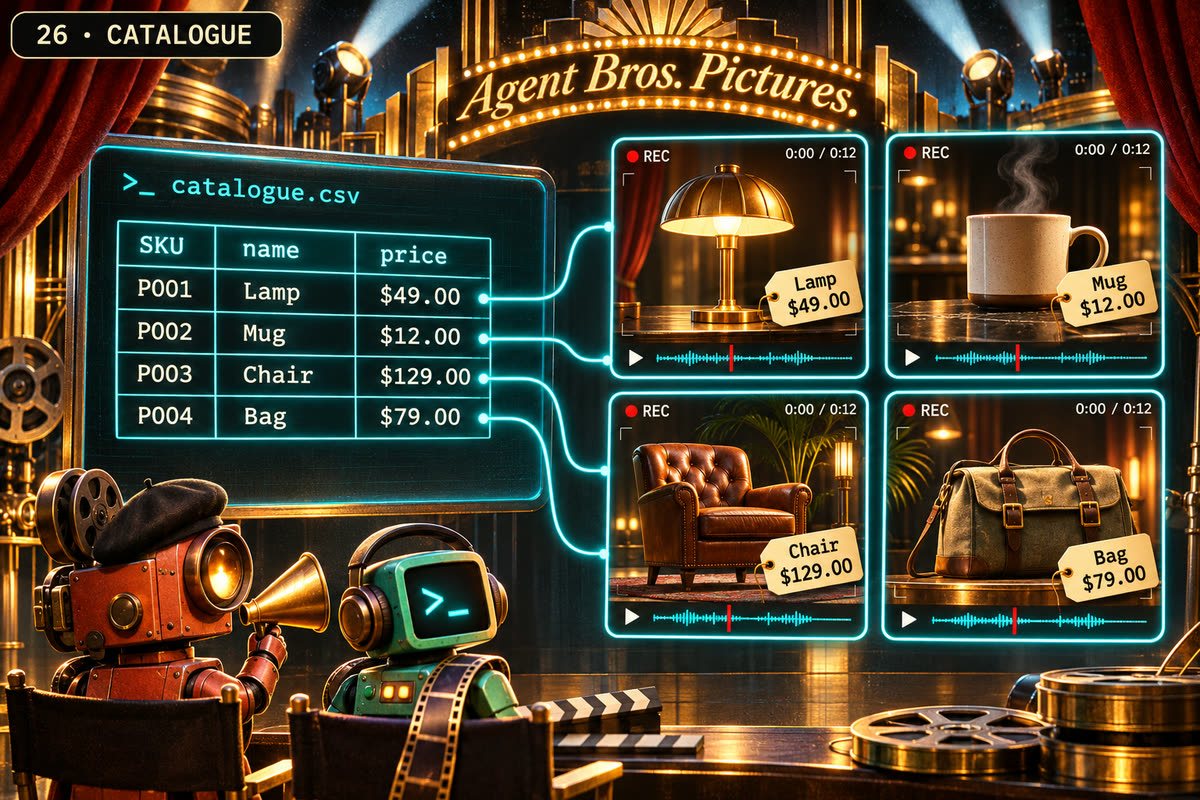 26 · CATALOGUE
Agent Bros. Pictures.
>_ catalogue.csv
SKU name price
P001 Lamp $49.00
P002 Mug $12.00
P003 Chair $129.00
P004 Bag $79.00
REC 0:00 / 0:12
Lamp
$49.00
REC 0:00 / 0:12
Mug
$12.00
REC 0:00 / 0:12
Chair
$129.00
REC 0:00 / 0:12
Bag
$79.00
>_